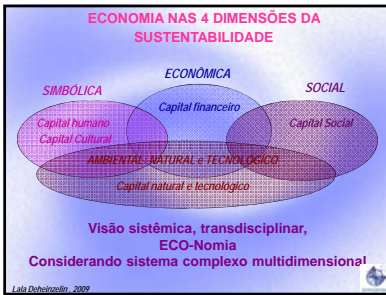 ECONOMIA NAS 4 DIMENSÕES DA
SUSTENTABILIDADE
ECONÔMICA
SIMBÓLICA
SOCIAL
Capital financeiro
Capital humano
Capital Cultural
Capital Social
AMBIENTAL: NATURAL e TECNOLÓGICO
Capital natural e tecnológico
Visão sistêmica, transdisciplinar,
ECO-Nomia
Considerando sistema complexo multidimensional
Lala Deheinzelin , 2009